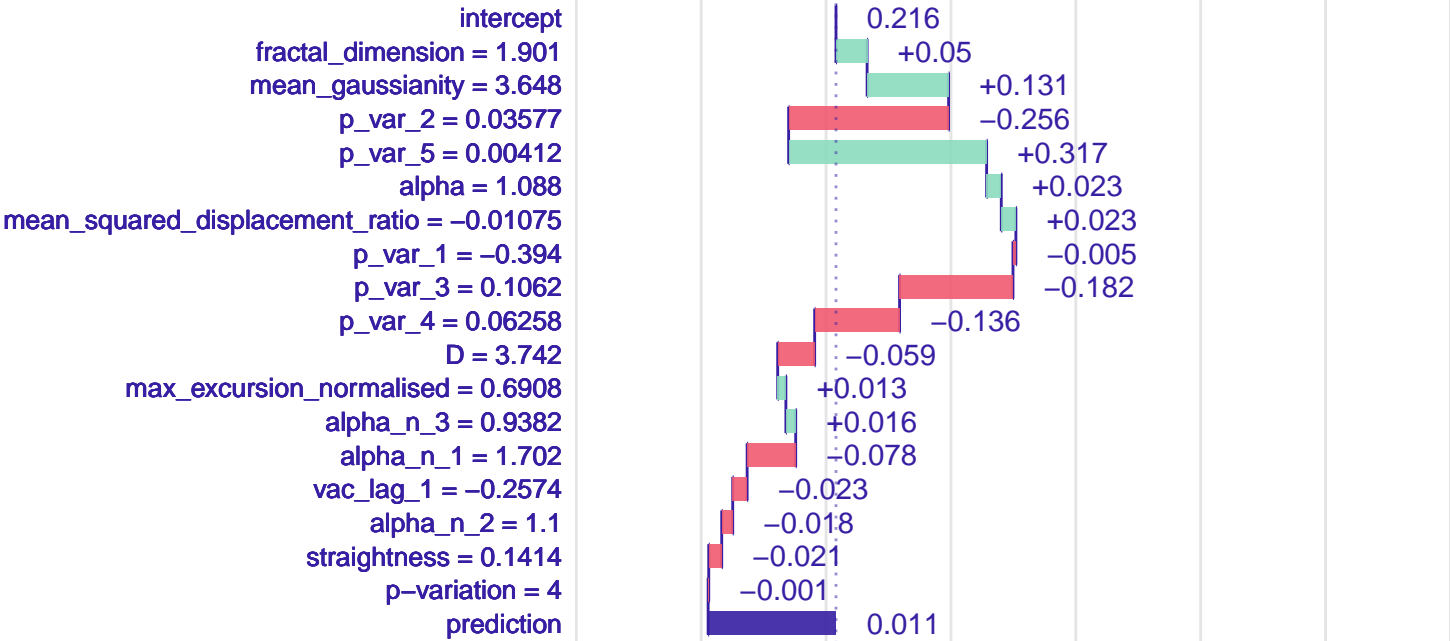 intercept 0.216
fractal_dimension = 1.901 +0.05
mean_gaussianity = 3.648 +0.131
p_var_2 = 0.03577 −0.256
p_var_5 = 0.00412 +0.317
alpha = 1.088 +0.023
mean_squared_displacement_ratio = −0.01075 +0.023
p_var_1 = −0.394 −0.005
p_var_3 = 0.1062 −0.182
p_var_4 = 0.06258 −0.136
D = 3.742 −0.059
max_excursion_normalised = 0.6908 +0.013
alpha_n_3 = 0.9382 +0.016
alpha_n_1 = 1.702 −0.078
vac_lag_1 = −0.2574 −0.023
alpha_n_2 = 1.1 −0.018
straightness = 0.1414 −0.021
p−variation = 4 −0.001
prediction 0.011